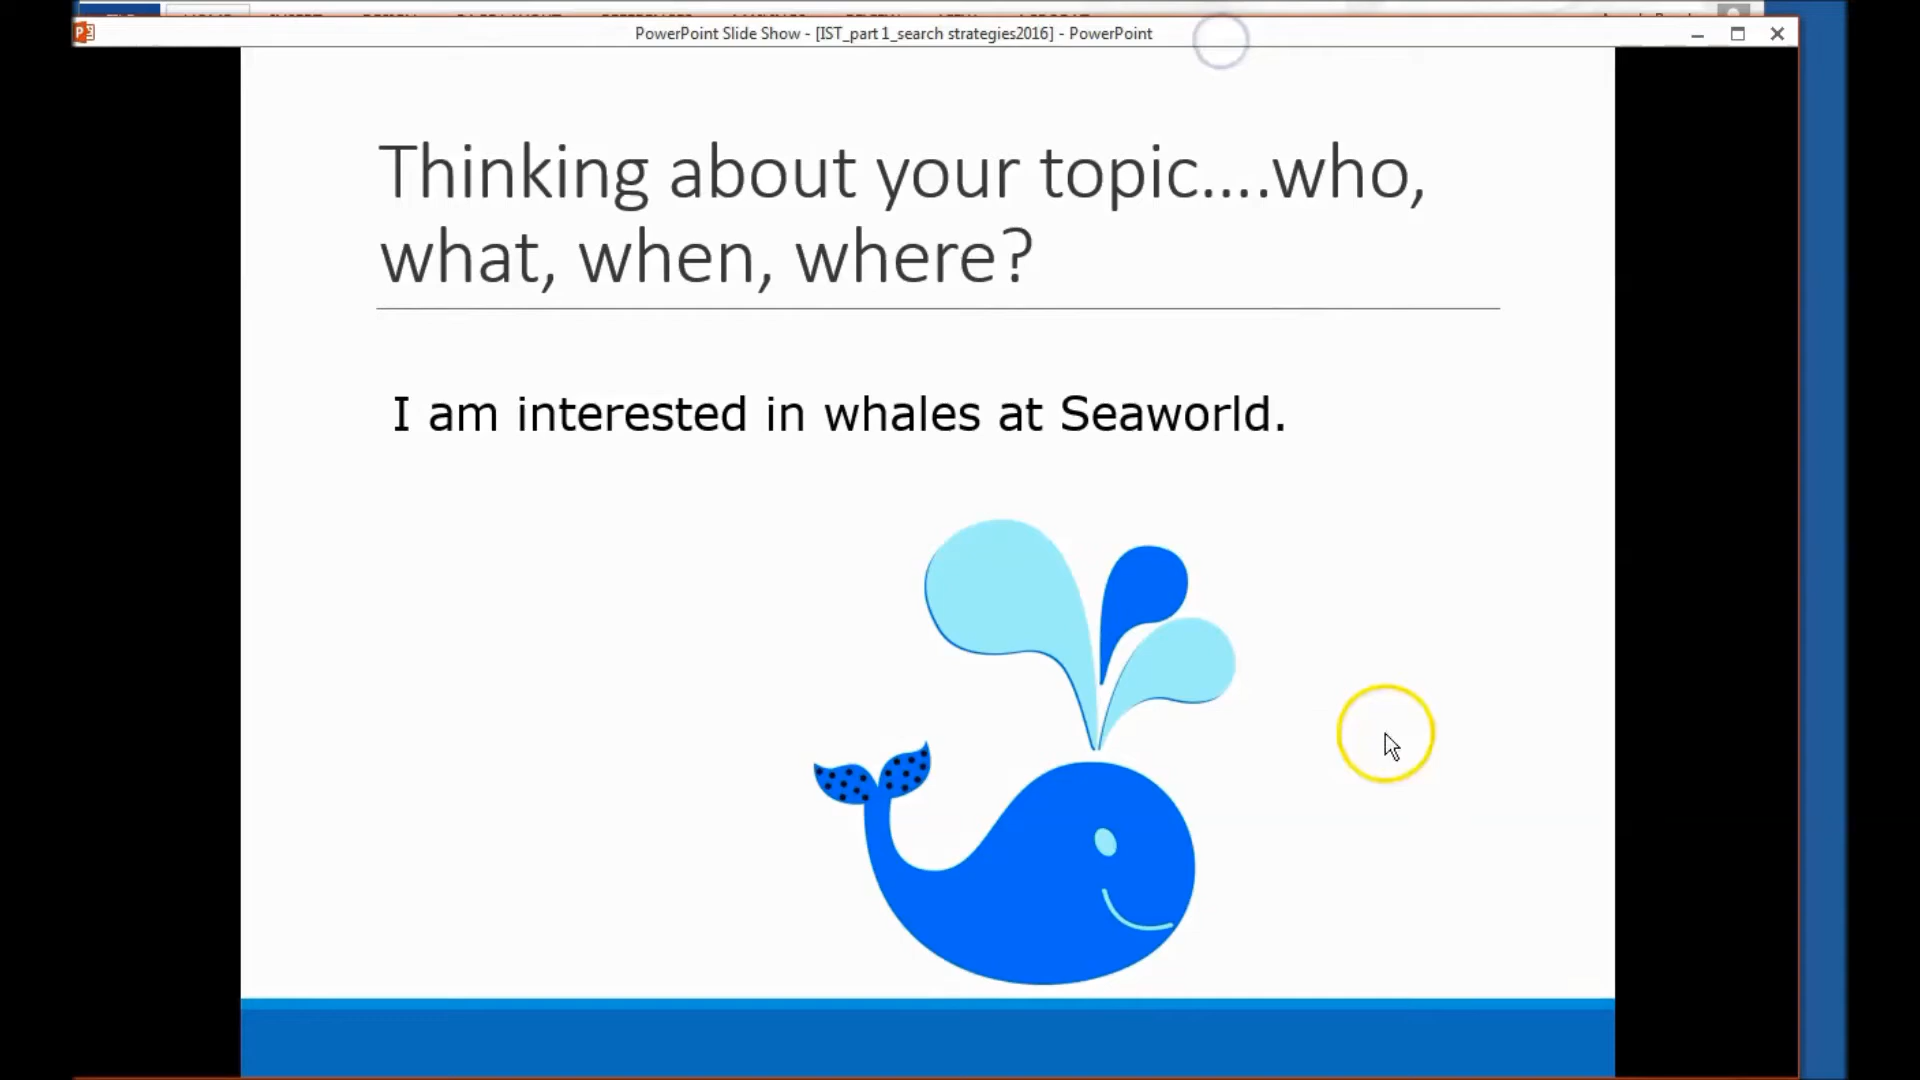 PowerPoint Slide Show - [IST_part 1_search strategies2016] - PowerPoint
Thinking about your topic....who,
what, when, where?
I am interested in whales at Seaworld.